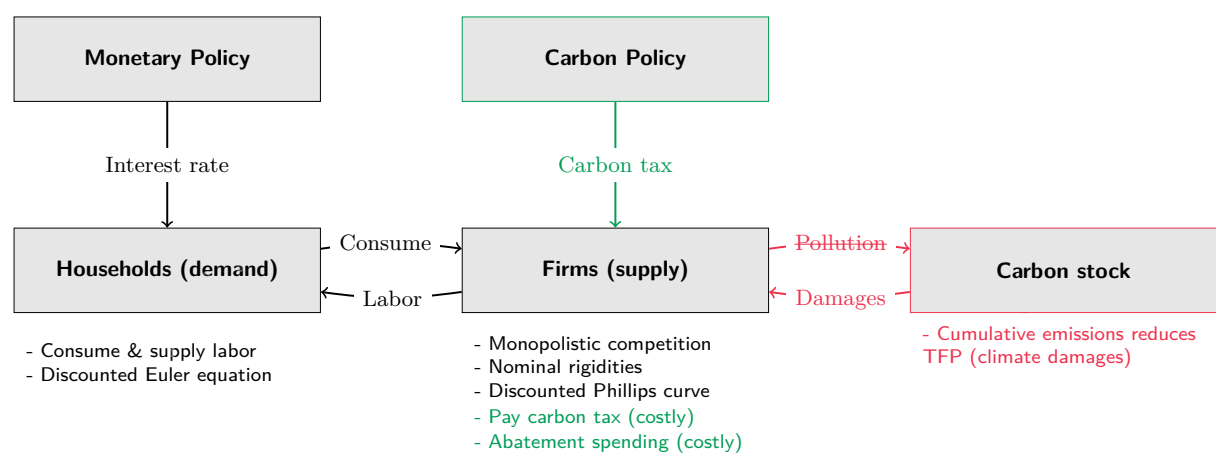 Monetary Policy
Carbon Policy
Interest rate
Carbon tax
Households (demand)
Consume
Labor
Firms (supply)
Pollution
Damages
Carbon stock
- Consume & supply labor
- Discounted Euler equation
- Monopolistic competition
- Nominal rigidities
- Discounted Phillips curve
- Pay carbon tax (costly)
- Abatement spending (costly)
- Cumulative emissions reduces
TFP (climate damages)